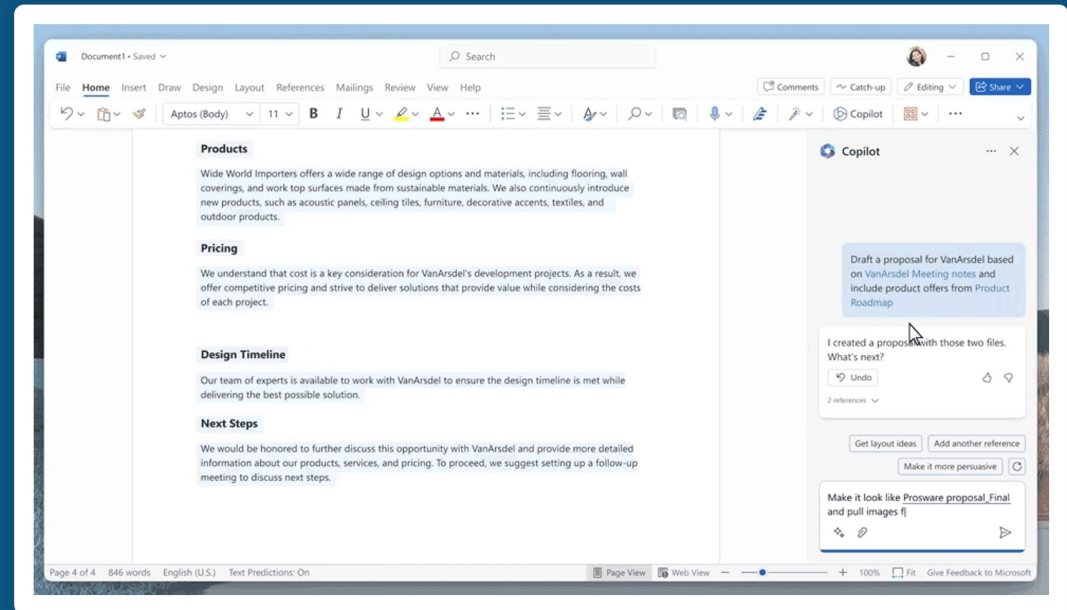 Document1 • Saved
Search
File Home Insert Draw Design Layout References Mailings Review View Help
Comments Catch-up Editing Share
Aptos (Body) 11 B I U A Copilot
Products
Wide World Importers offers a wide range of design options and materials, including flooring, wall
coverings, and work top surfaces made from sustainable materials. We also continuously introduce
new products, such as acoustic panels, ceiling tiles, furniture, decorative accents, textiles, and
outdoor products.
Pricing
We understand that cost is a key consideration for VanArsdel's development projects. As a result, we
offer competitive pricing and strive to deliver solutions that provide value while considering the costs
of each project.
Design Timeline
Our team of experts is available to work with VanArsdel to ensure the design timeline is met while
delivering the best possible solution.
Next Steps
We would be honored to further discuss this opportunity with VanArsdel and provide more detailed
information about our products, services, and pricing. To proceed, we suggest setting up a follow-up
meeting to discuss next steps.
Copilot
Draft a proposal for VanArsdel based
on VanArsdel Meeting notes and
include product offers from Product
Roadmap
I created a proposal with those two files.
What's next?
Undo
2 references
Get layout ideas Add another reference
Make it more persuasive
Make it look like Prosware proposal_Final
and pull images f
Page 4 of 4 846 words English (U.S.) Text Predictions: On Page View Web View 100% Fit Give Feedback to Microsoft